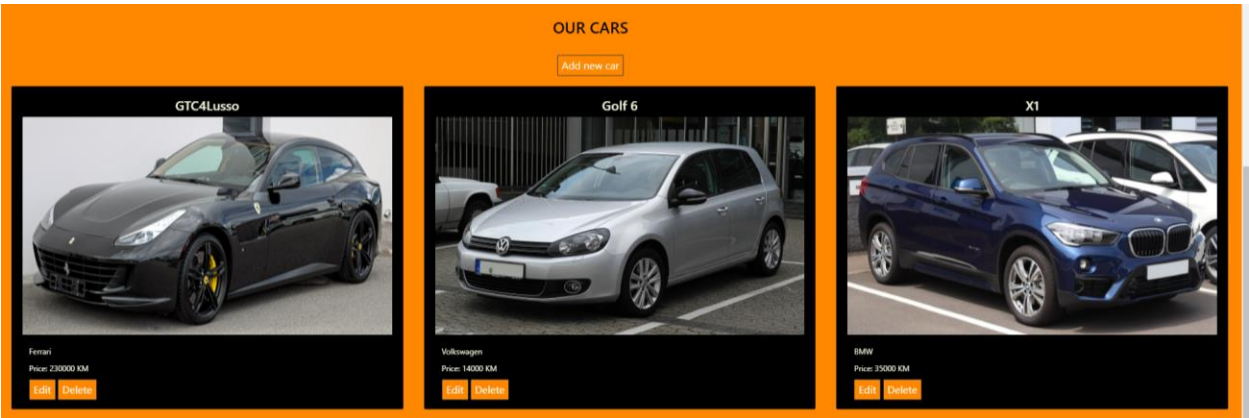 OUR CARS
Add new car
GTC4Lusso
Ferrari
Price: 230000 KM
Edit Delete
Golf 6
Volkswagen
Price: 14000 KM
Edit Delete
X1
BMW
Price: 35000 KM
Edit Delete